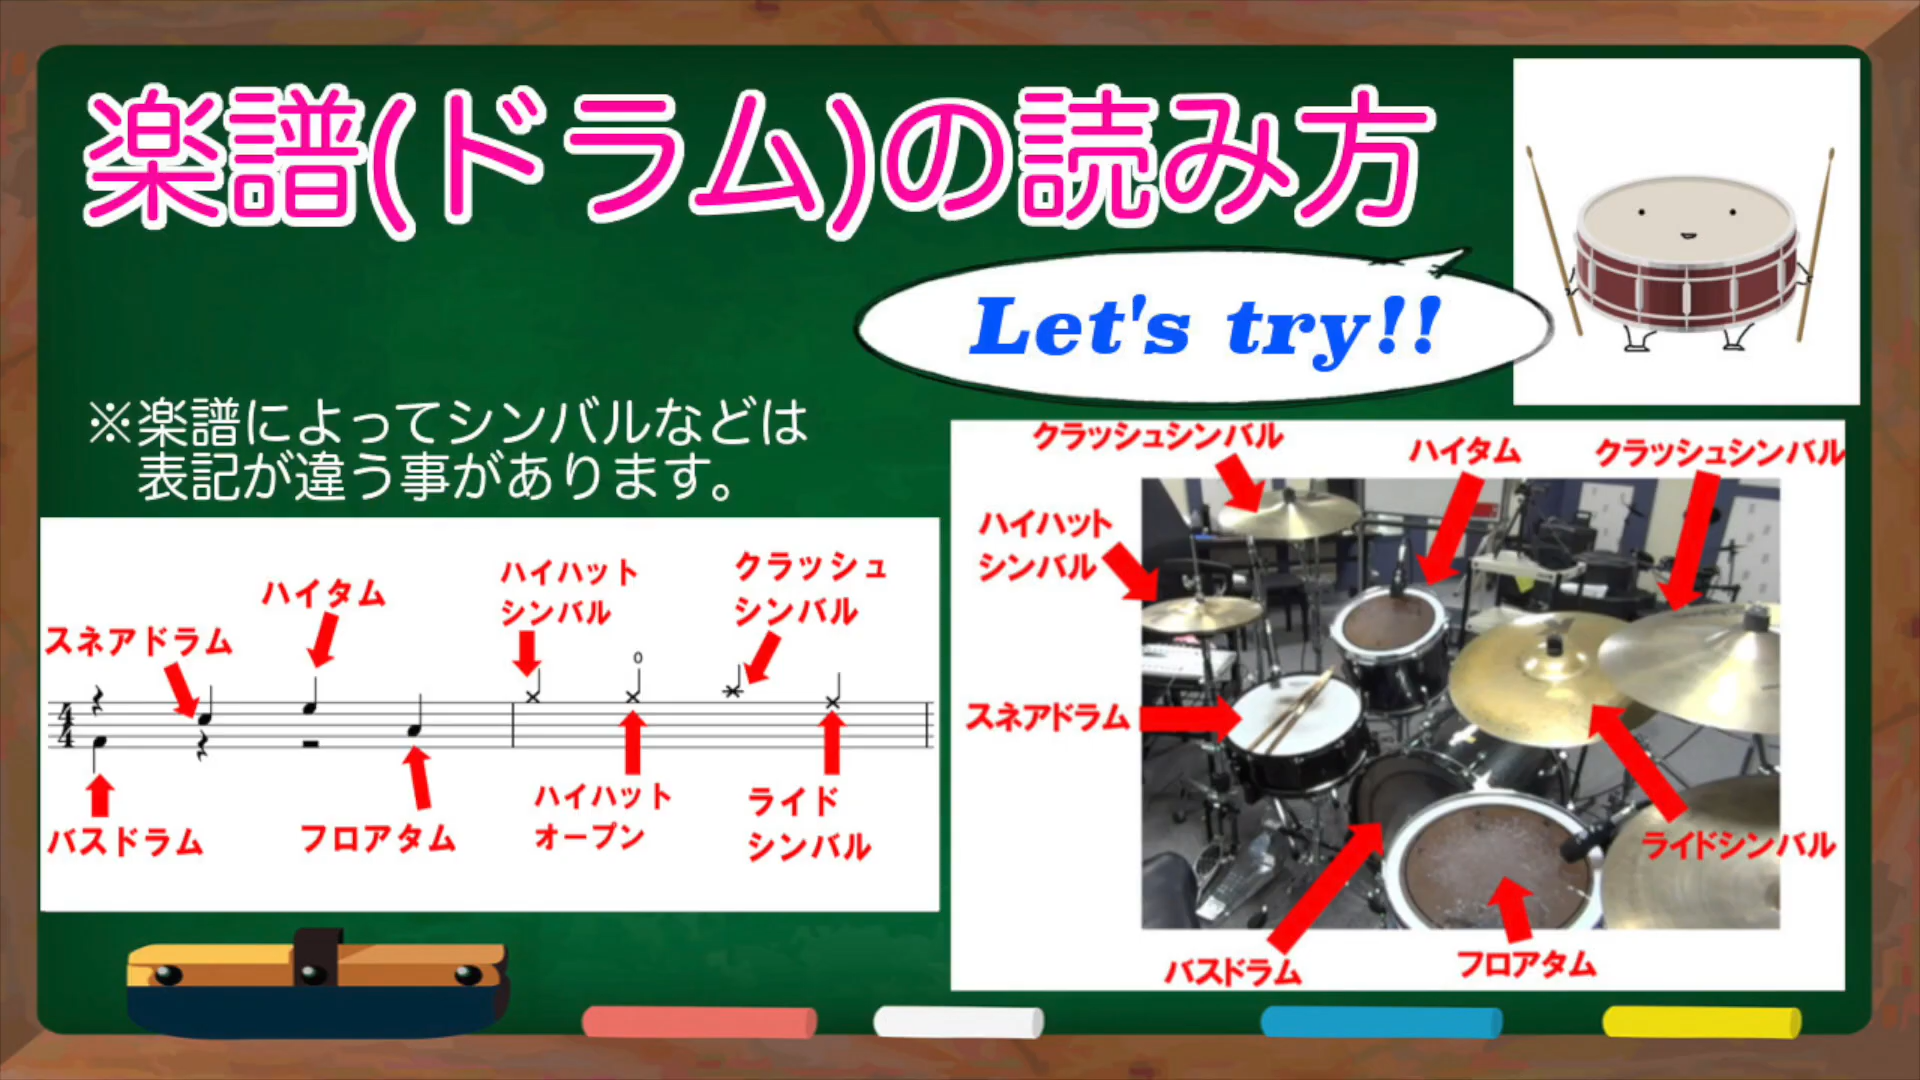 楽譜(ドラム)の読み方
Let's try!!
※楽譜によってシンバルなどは
表記が違う事があります。
スネアドラム
ハイタム
ハイハット
シンバル
クラッシュ
シンバル
バスドラム
フロアタム
ハイハット
オープン
ライド
シンバル
クラッシュシンバル
ハイタム
クラッシュシンバル
ハイハット
シンバル
スネアドラム
ライドシンバル
バスドラム
フロアタム